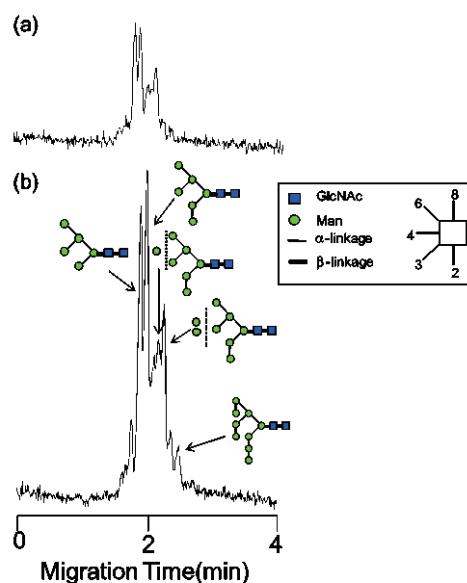 (a)
(b)
GlcNAc
Man
α-linkage
β-linkage
8
6
4
3
2
0
2
4
Migration Time(min)